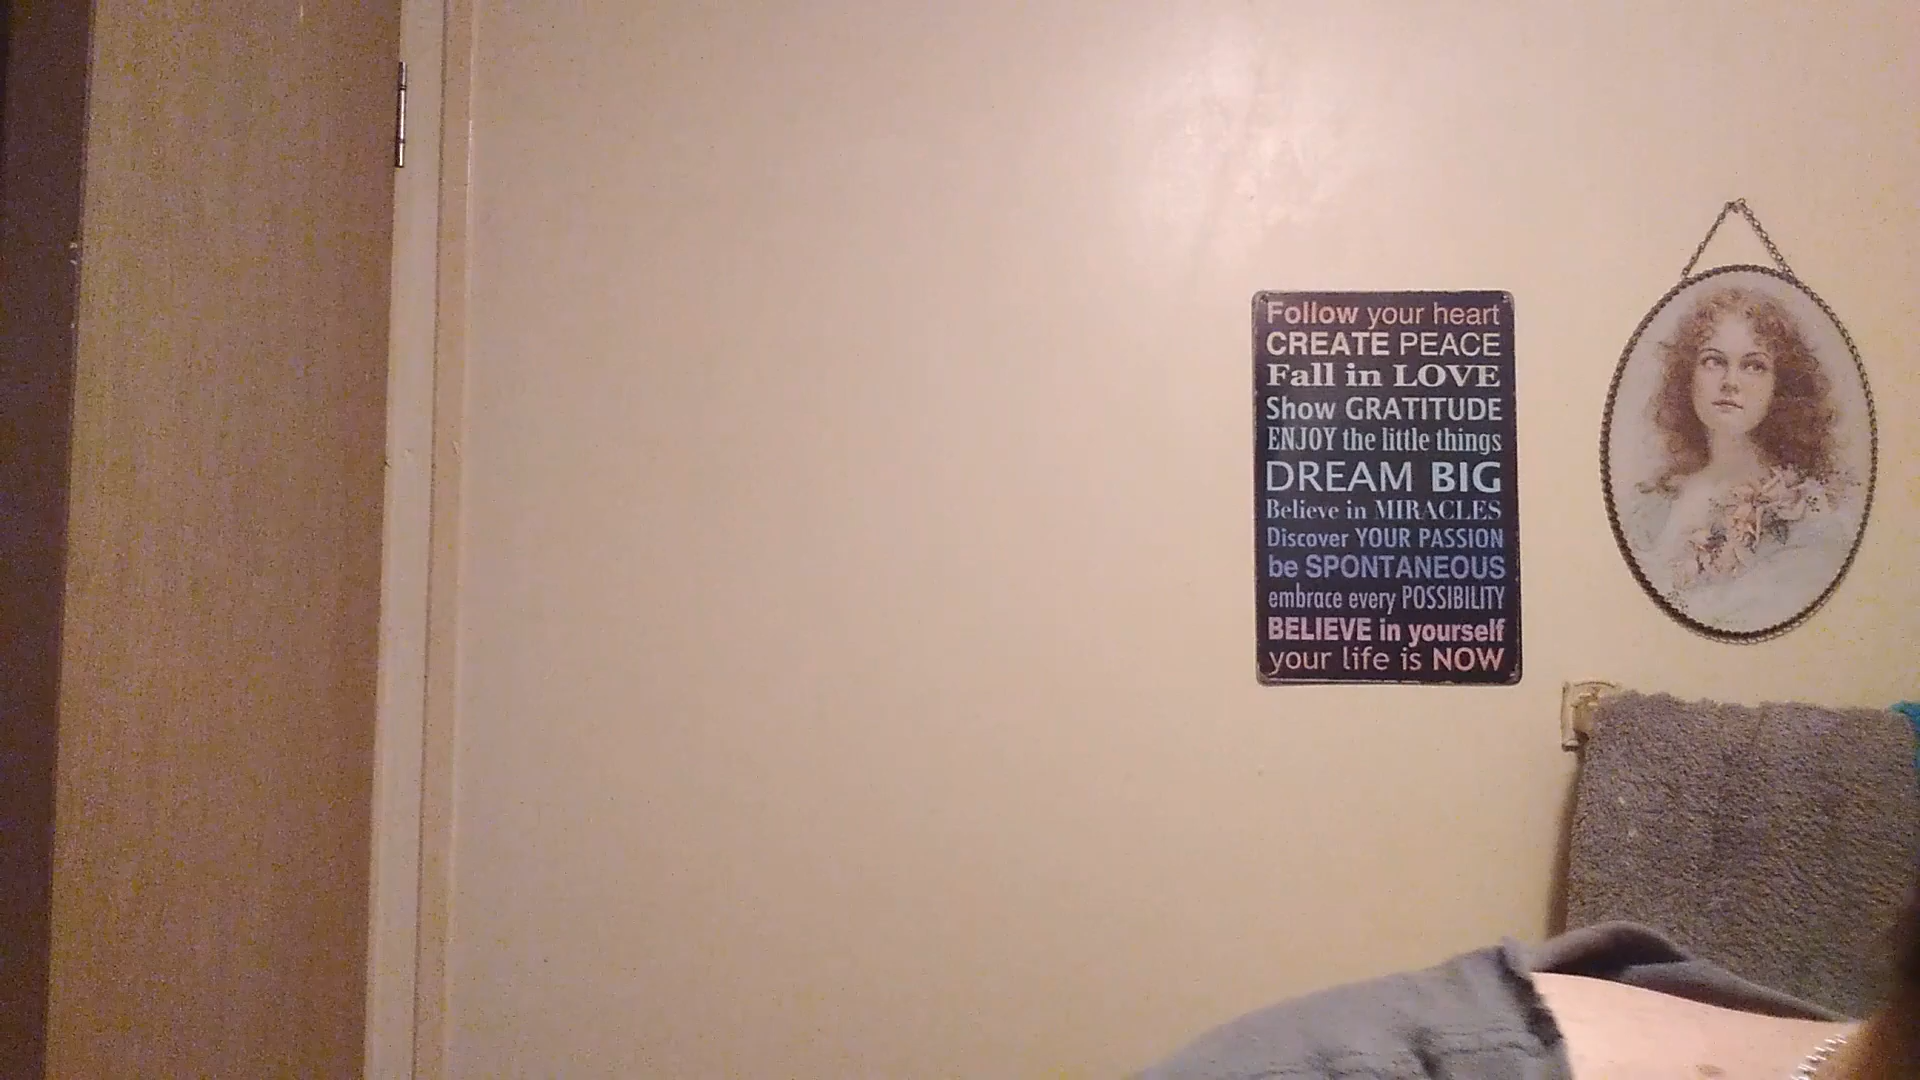 Follow your heart
CREATE PEACE
Fall in LOVE
Show GRATITUDE
ENJOY the little things
DREAM BIG
Believe in MIRACLES
Discover YOUR PASSION
be SPONTANEOUS
embrace every POSSIBILITY
BELIEVE in yourself
your life is NOW